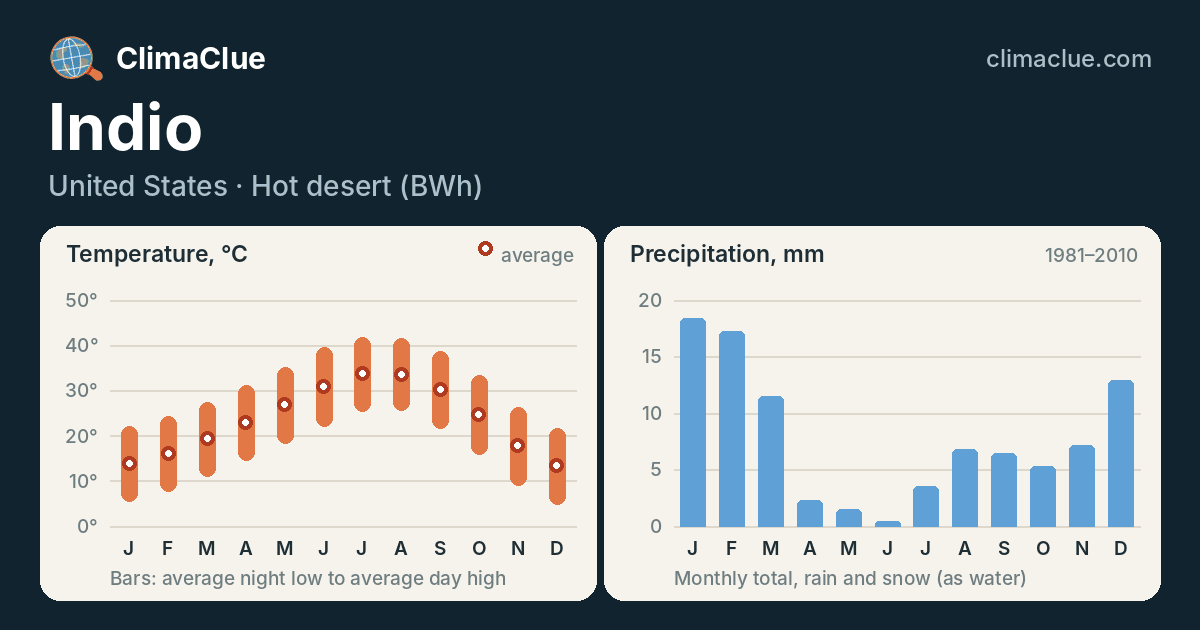 ClimaClue
climaclue.com
Indio
United States · Hot desert (BWh)
Temperature, °C
average
50°
40°
30°
20°
10°
0°
J F M A M J J A S O N D
Bars: average night low to average day high
Precipitation, mm
1981–2010
20
15
10
5
0
J F M A M J J A S O N D
Monthly total, rain and snow (as water)